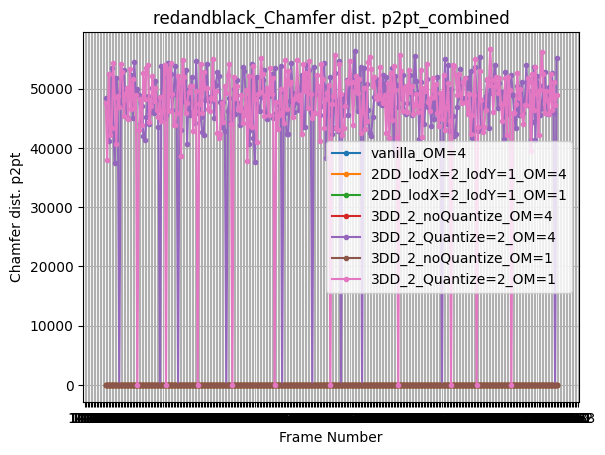 redandblack_Chamfer dist. p2pt_combined
Chamfer dist. p2pt
50000
40000
30000
20000
10000
0
vanilla_OM=4
2DD_lodX=2_lodY=1_OM=4
2DD_lodX=2_lodY=1_OM=1
3DD_2_noQuantize_OM=4
3DD_2_Quantize=2_OM=4
3DD_2_noQuantize_OM=1
3DD_2_Quantize=2_OM=1
Frame Number